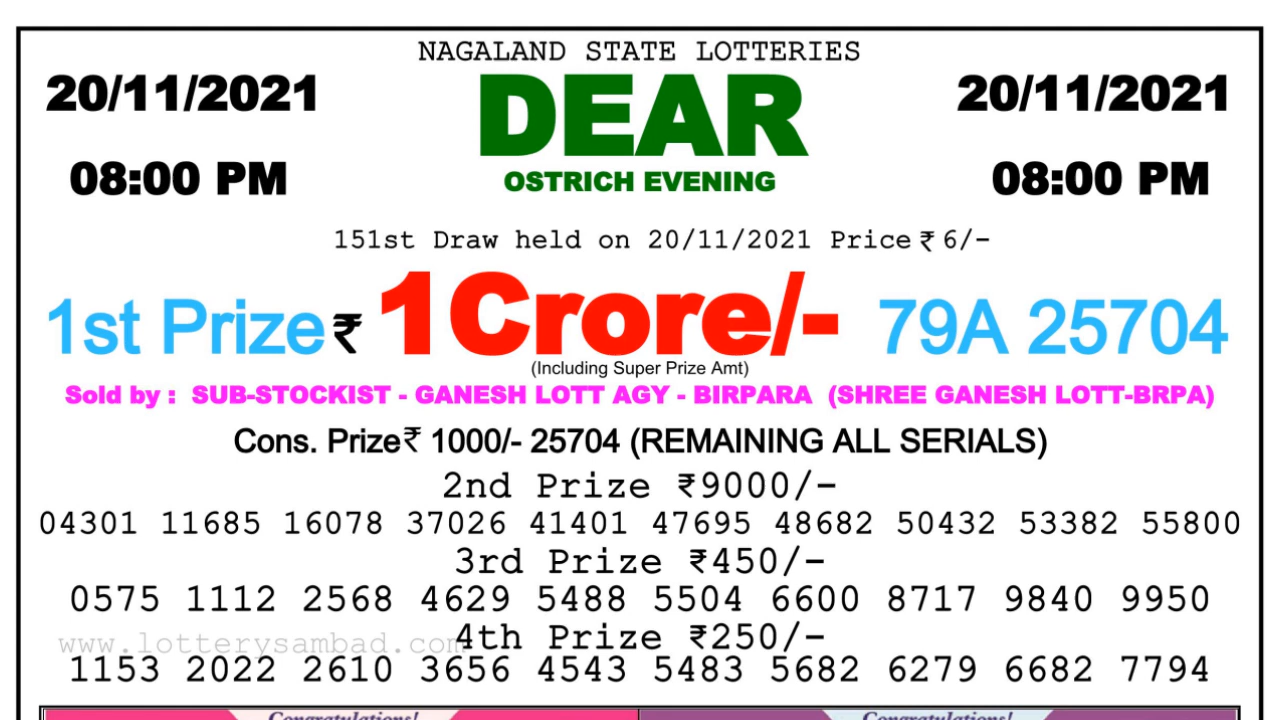 NAGALAND STATE LOTTERIES
20/11/2021 DEAR 20/11/2021
08:00 PM OSTRICH EVENING 08:00 PM
151st Draw held on 20/11/2021 Price ₹ 6/-
1st Prize ₹ 1Crore/- 79A 25704
(Including Super Prize Amt)
Sold by : SUB-STOCKIST - GANESH LOTT AGY - BIRPARA (SHREE GANESH LOTT-BRPA)
Cons. Prize ₹ 1000/- 25704 (REMAINING ALL SERIALS)
2nd Prize ₹9000/-
04301 11685 16078 37026 41401 47695 48682 50432 53382 55800
3rd Prize ₹450/-
0575 1112 2568 4629 5488 5504 6600 8717 9840 9950
www.lotterysambad.com
4th Prize ₹250/-
1153 2022 2610 3656 4543 5483 5682 6279 6682 7794
Congratulations! Congratulations!